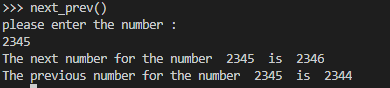 >>> next_prev()
please enter the number :
2345
The next number for the number  2345  is  2346
The previous number for the number  2345  is  2344